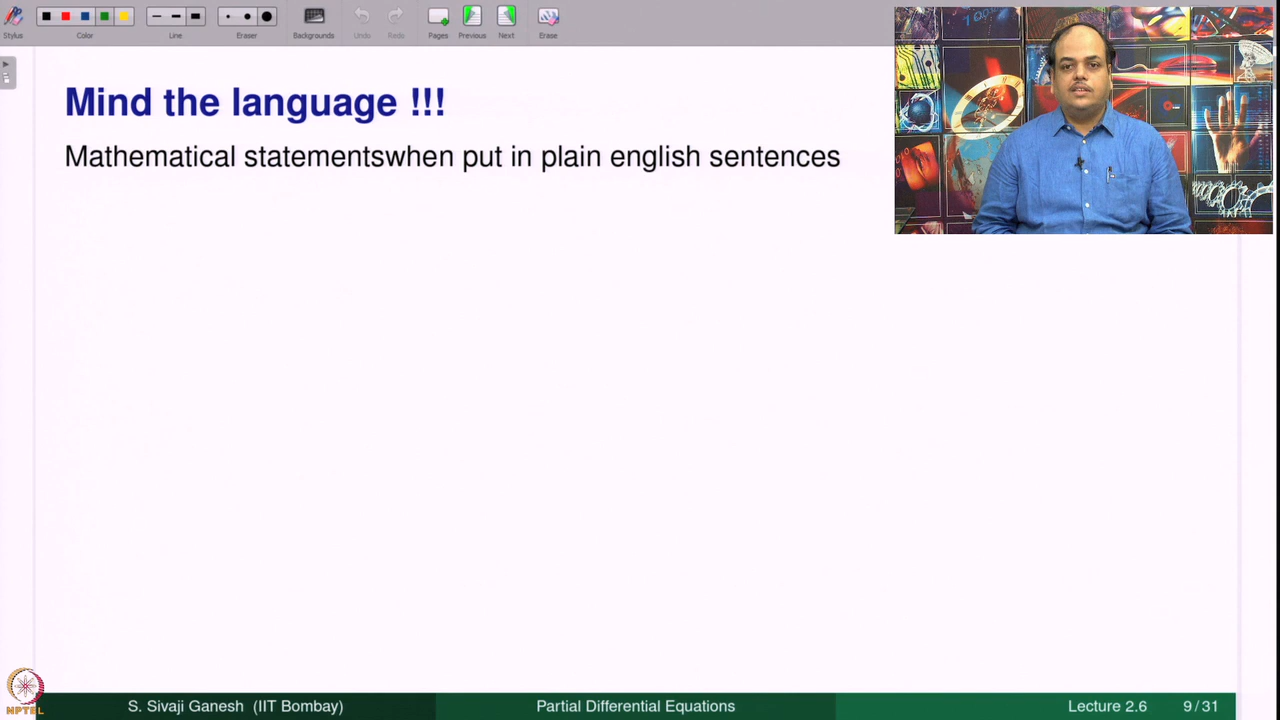 Stylus
Color
Line
Eraser
Backgrounds
Undo
Redo
Pages
Previous
Next
Erase
Mind the language !!!
Mathematical statementswhen put in plain english sentences
NPTEL
S. Sivaji Ganesh (IIT Bombay)
Partial Differential Equations
Lecture 2.6
9 / 31